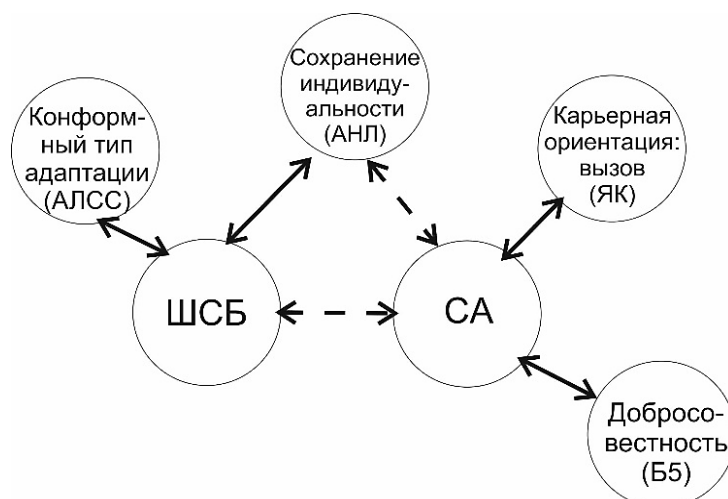 Сохранение
индивиду-
альности
(АНЛ)
Конформ-
ный тип
адаптации
(АЛСС)
Карьерная
ориентация:
вызов
(ЯК)
ШСБ
СА
Добросо-
вестность
(Б5)